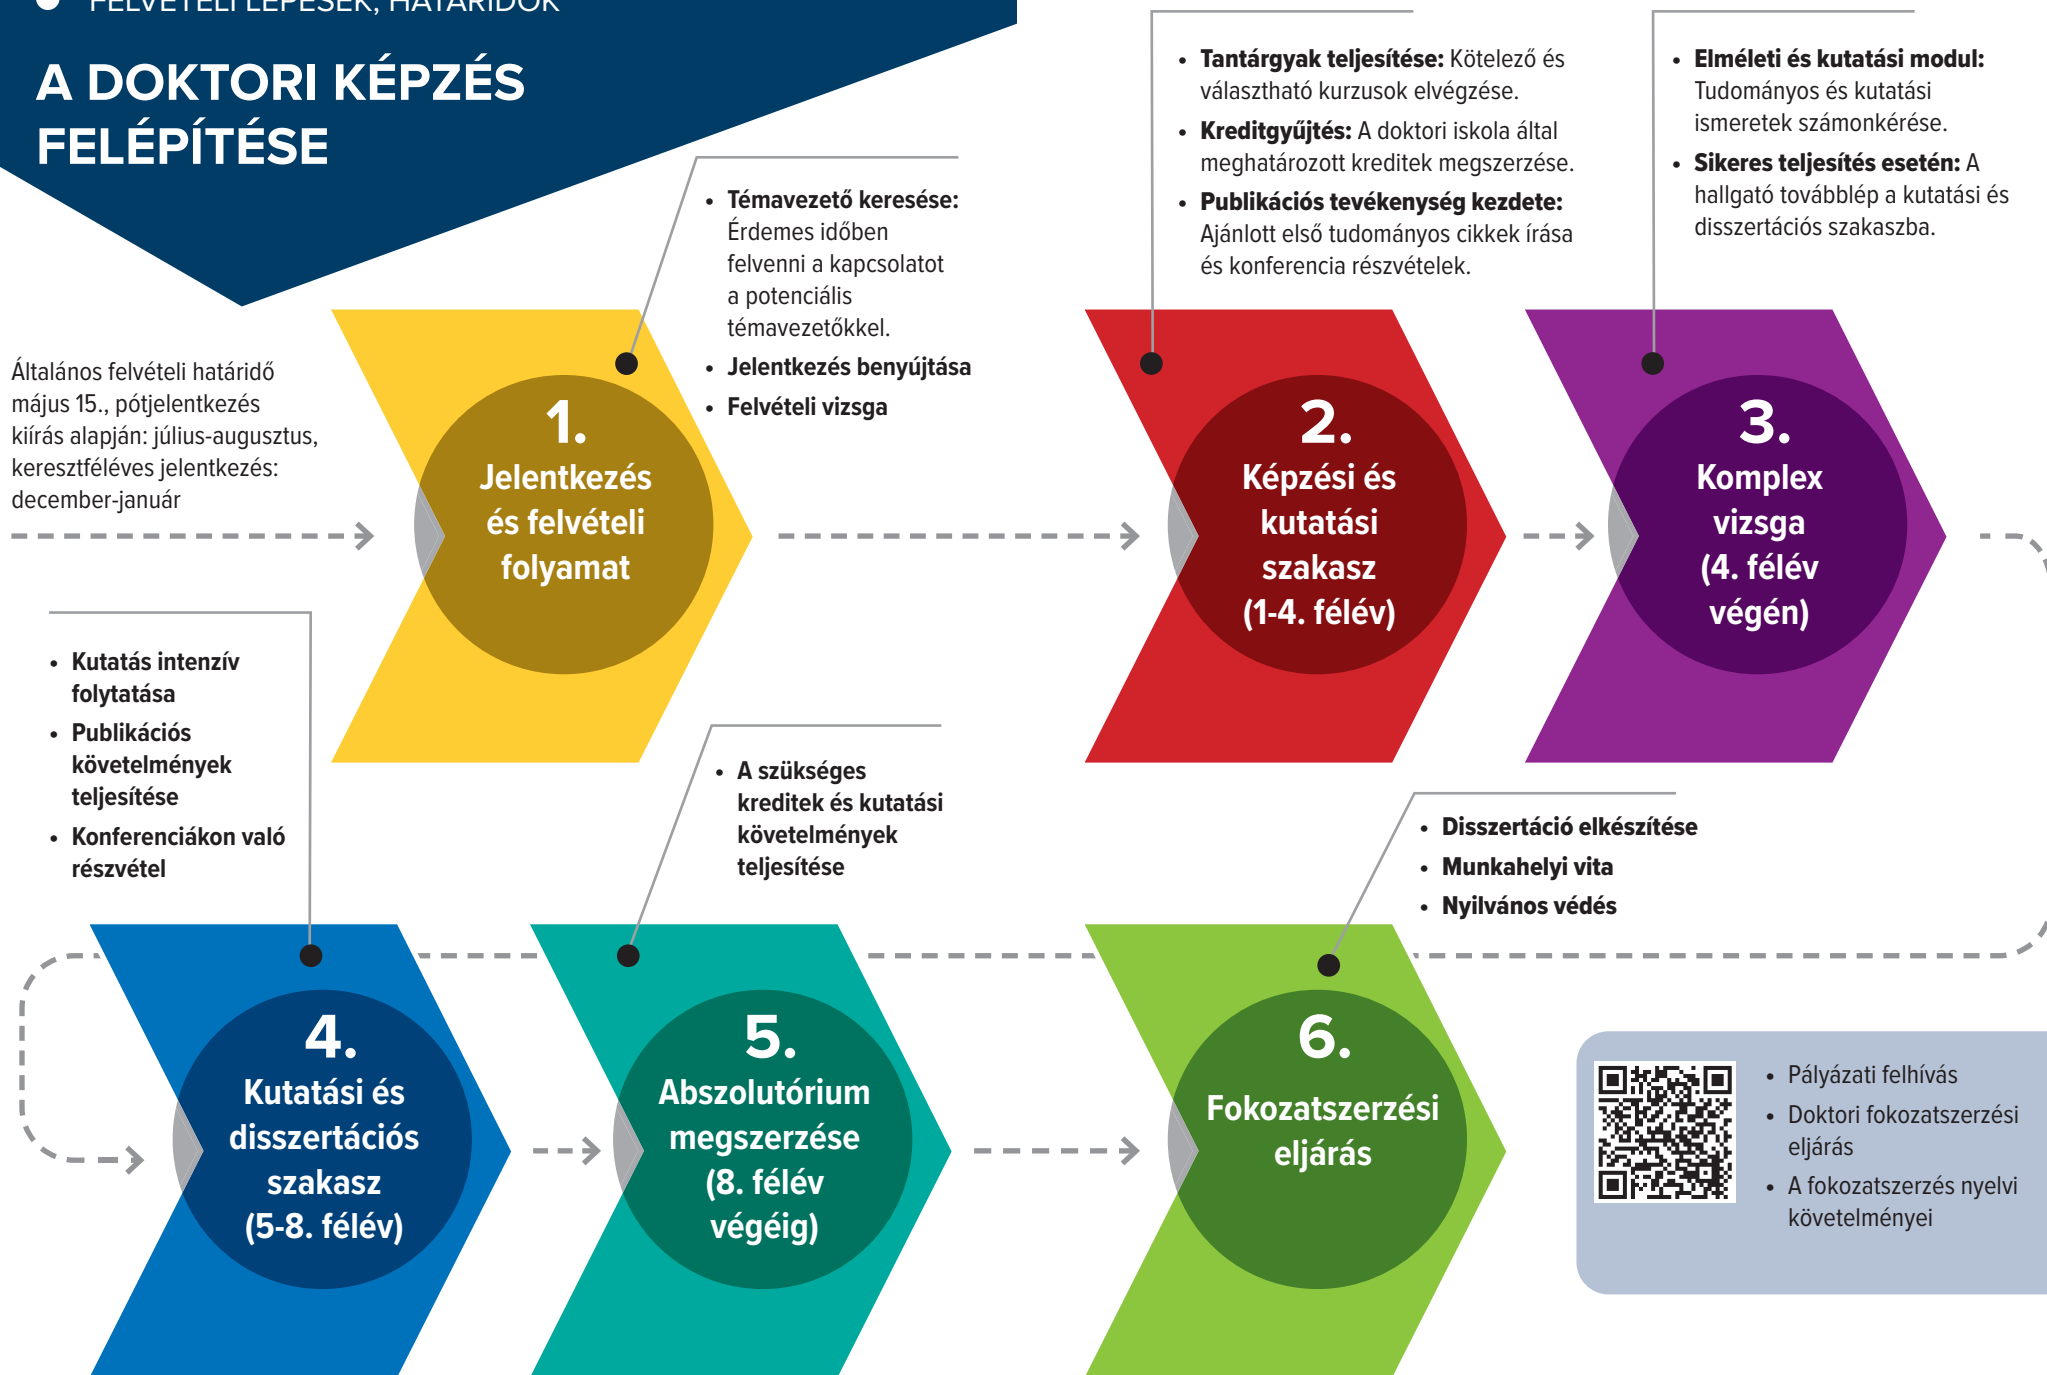 FELVÉTELI LÉPÉSEK, HATÁRIDŐK
A DOKTORI KÉPZÉS
FELÉPÍTÉSE
Általános felvételi határidő
május 15., pótjelentkezés
kiírás alapján: július-augusztus,
keresztféléves jelentkezés:
december-január
• Témavezető keresése:
Érdemes időben
felvenni a kapcsolatot
a potenciális
témavezetőkkel.
• Jelentkezés benyújtása
• Felvételi vizsga
1.
Jelentkezés
és felvételi
folyamat
• Tantárgyak teljesítése: Kötelező és
választható kurzusok elvégzése.
• Kreditgyűjtés: A doktori iskola által
meghatározott kreditek megszerzése.
• Publikációs tevékenység kezdete:
Ajánlott első tudományos cikkek írása
és konferencia részvételek.
2.
Képzési és
kutatási
szakasz
(1-4. félév)
• Elméleti és kutatási modul:
Tudományos és kutatási
ismeretek számonkérése.
• Sikeres teljesítés esetén: A
hallgató továbblép a kutatási és
disszertációs szakaszba.
3.
Komplex
vizsga
(4. félév
végén)
• Kutatás intenzív
folytatása
• Publikációs
követelmények
teljesítése
• Konferenciákon való
részvétel
4.
Kutatási és
disszertációs
szakasz
(5-8. félév)
• A szükséges
kreditek és kutatási
követelmények
teljesítése
5.
Abszolutórium
megszerzése
(8. félév
végéig)
• Disszertáció elkészítése
• Munkahelyi vita
• Nyilvános védés
6.
Fokozatszerzési
eljárás
• Pályázati felhívás
• Doktori fokozatszerzési
eljárás
• A fokozatszerzés nyelvi
követelményei